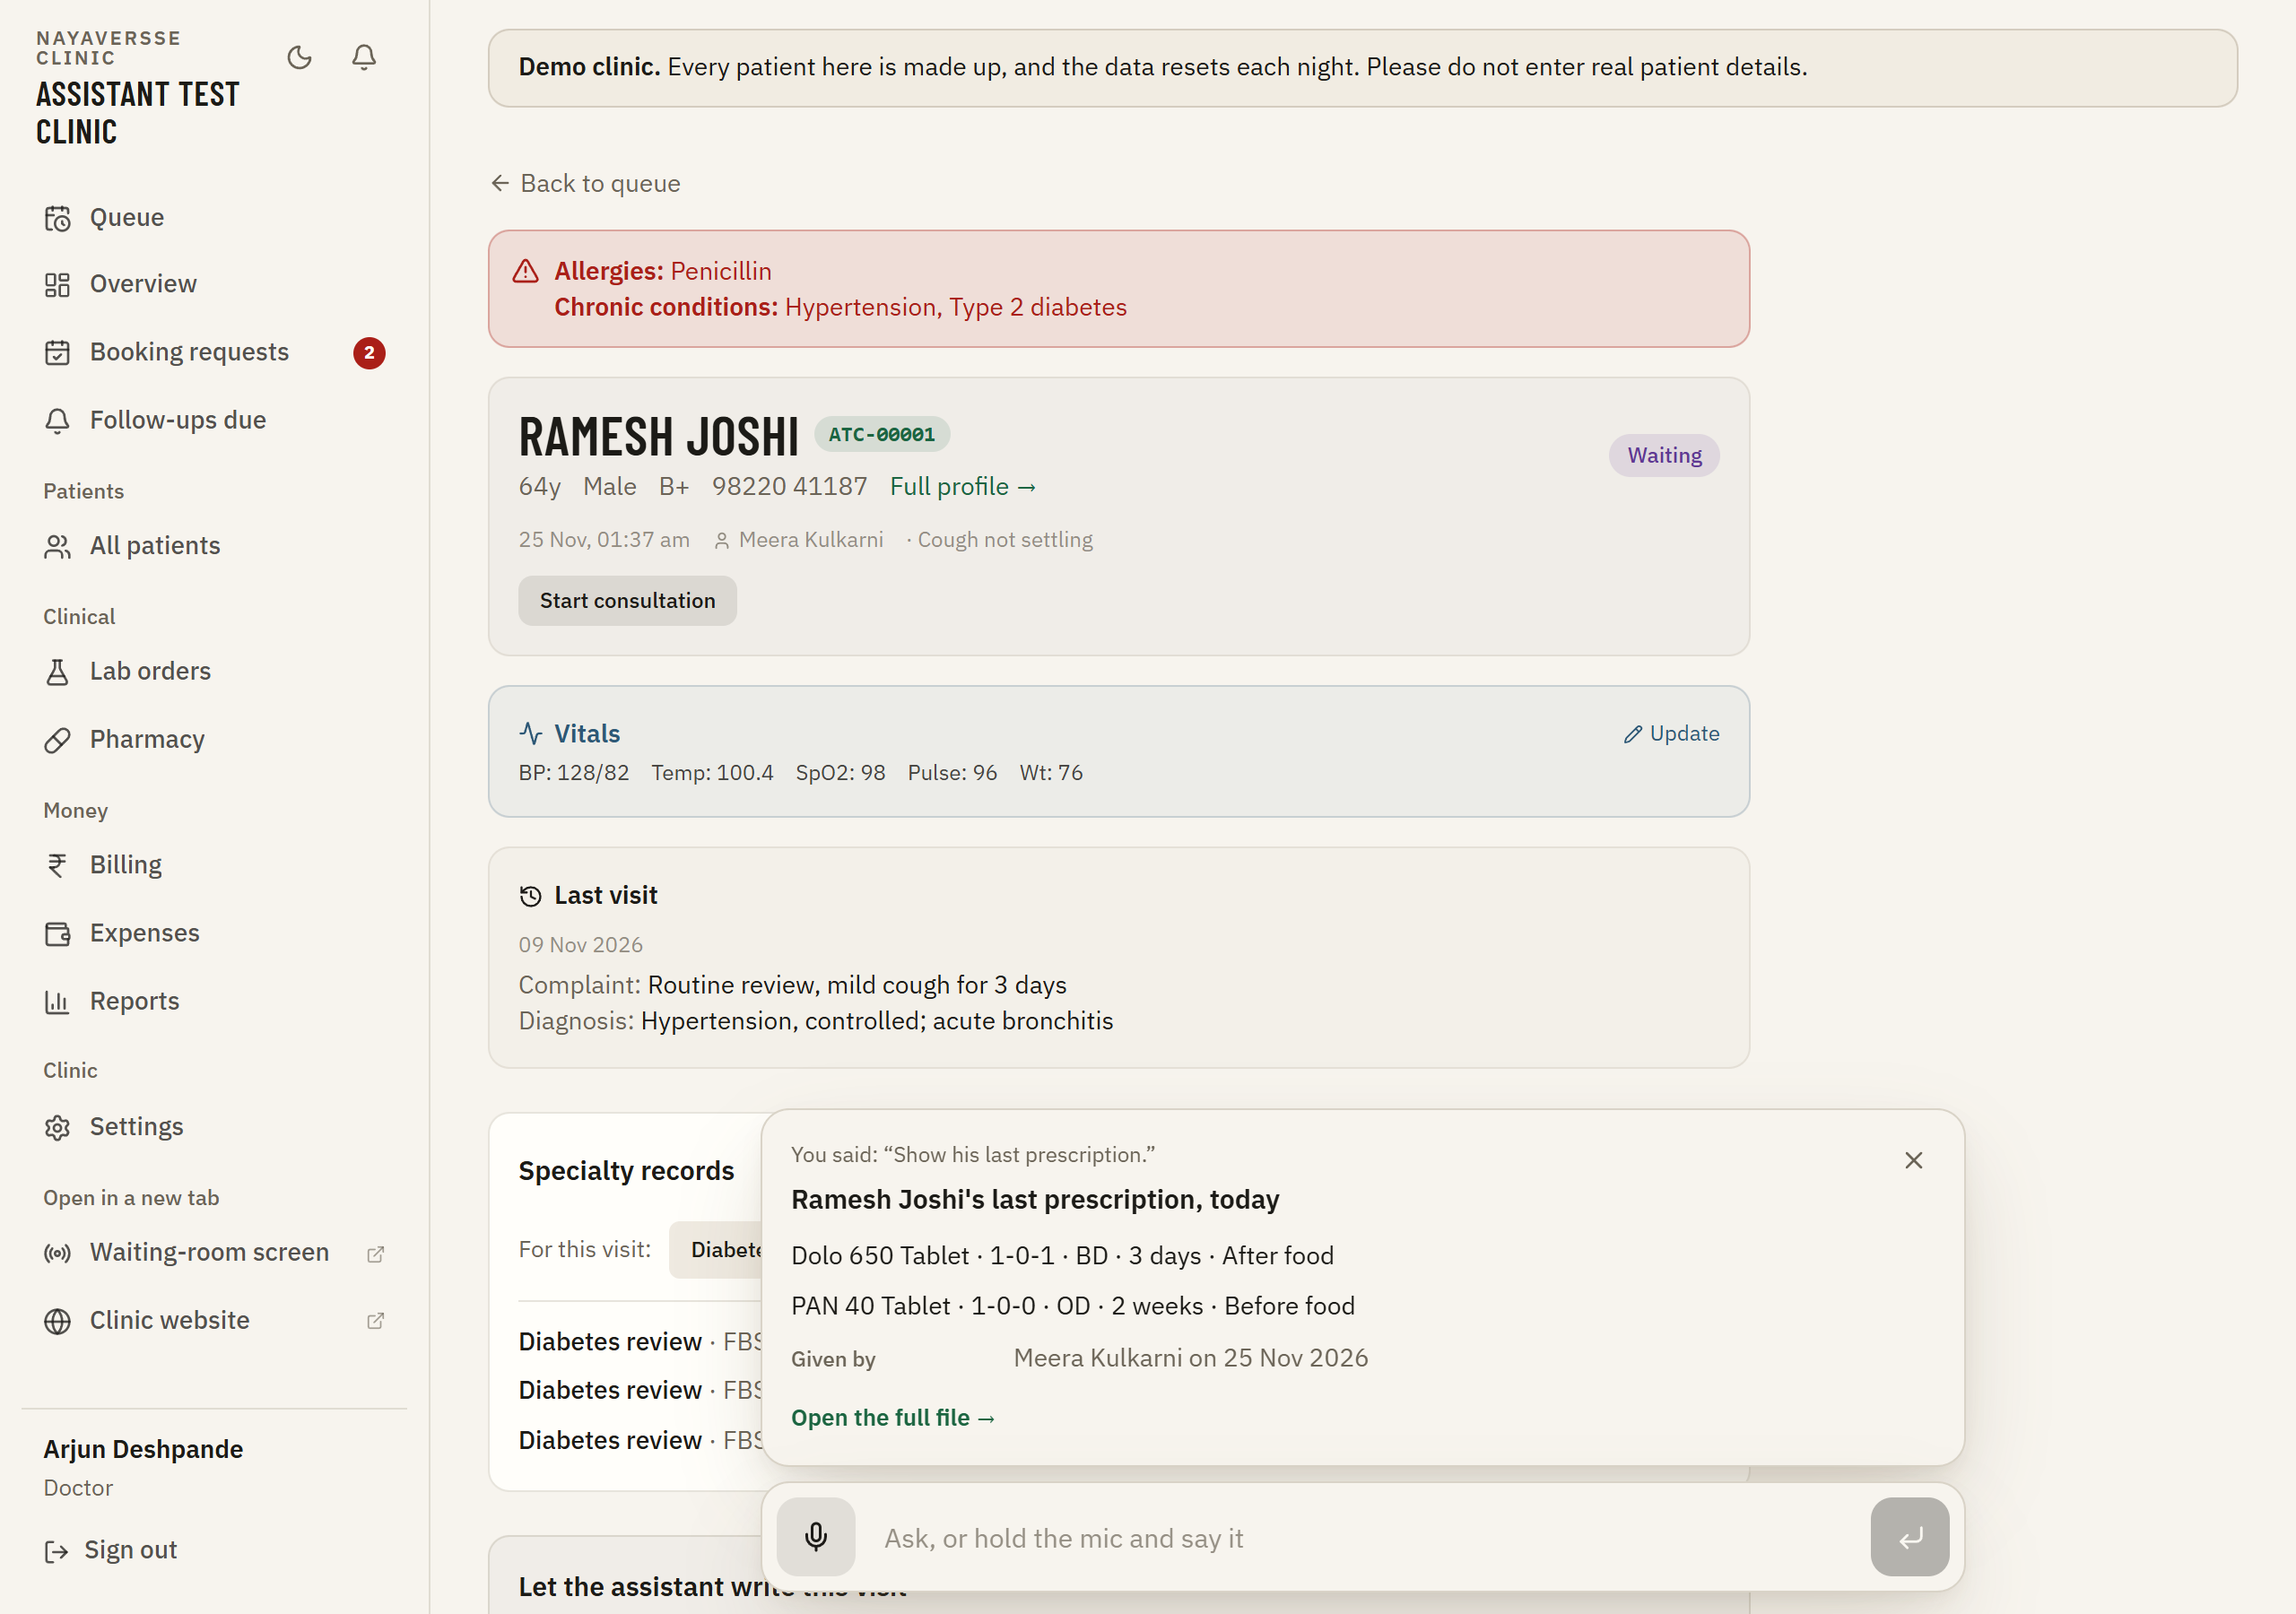 NAYAVERSSE
CLINIC
ASSISTANT TEST
CLINIC
Queue
Overview
Booking requests 2
Follow-ups due
Patients
All patients
Clinical
Lab orders
Pharmacy
Money
Billing
Expenses
Reports
Clinic
Settings
Open in a new tab
Waiting-room screen
Clinic website
Arjun Deshpande
Doctor
Sign out
Demo clinic. Every patient here is made up, and the data resets each night. Please do not enter real patient details.
← Back to queue
Allergies: Penicillin
Chronic conditions: Hypertension, Type 2 diabetes
RAMESH JOSHI ATC-00001
Waiting
64y Male B+ 98220 41187 Full profile →
25 Nov, 01:37 am Meera Kulkarni · Cough not settling
Start consultation
Vitals
Update
BP: 128/82 Temp: 100.4 SpO2: 98 Pulse: 96 Wt: 76
Last visit
09 Nov 2026
Complaint: Routine review, mild cough for 3 days
Diagnosis: Hypertension, controlled; acute bronchitis
Specialty records
For this visit:
Diabetes review ·
Diabetes review ·
Diabetes review ·
You said: “Show his last prescription.”
Ramesh Joshi's last prescription, today
Dolo 650 Tablet · 1-0-1 · BD · 3 days · After food
PAN 40 Tablet · 1-0-0 · OD · 2 weeks · Before food
Given by Meera Kulkarni on 25 Nov 2026
Open the full file →
Ask, or hold the mic and say it
Let the assistant write this visit